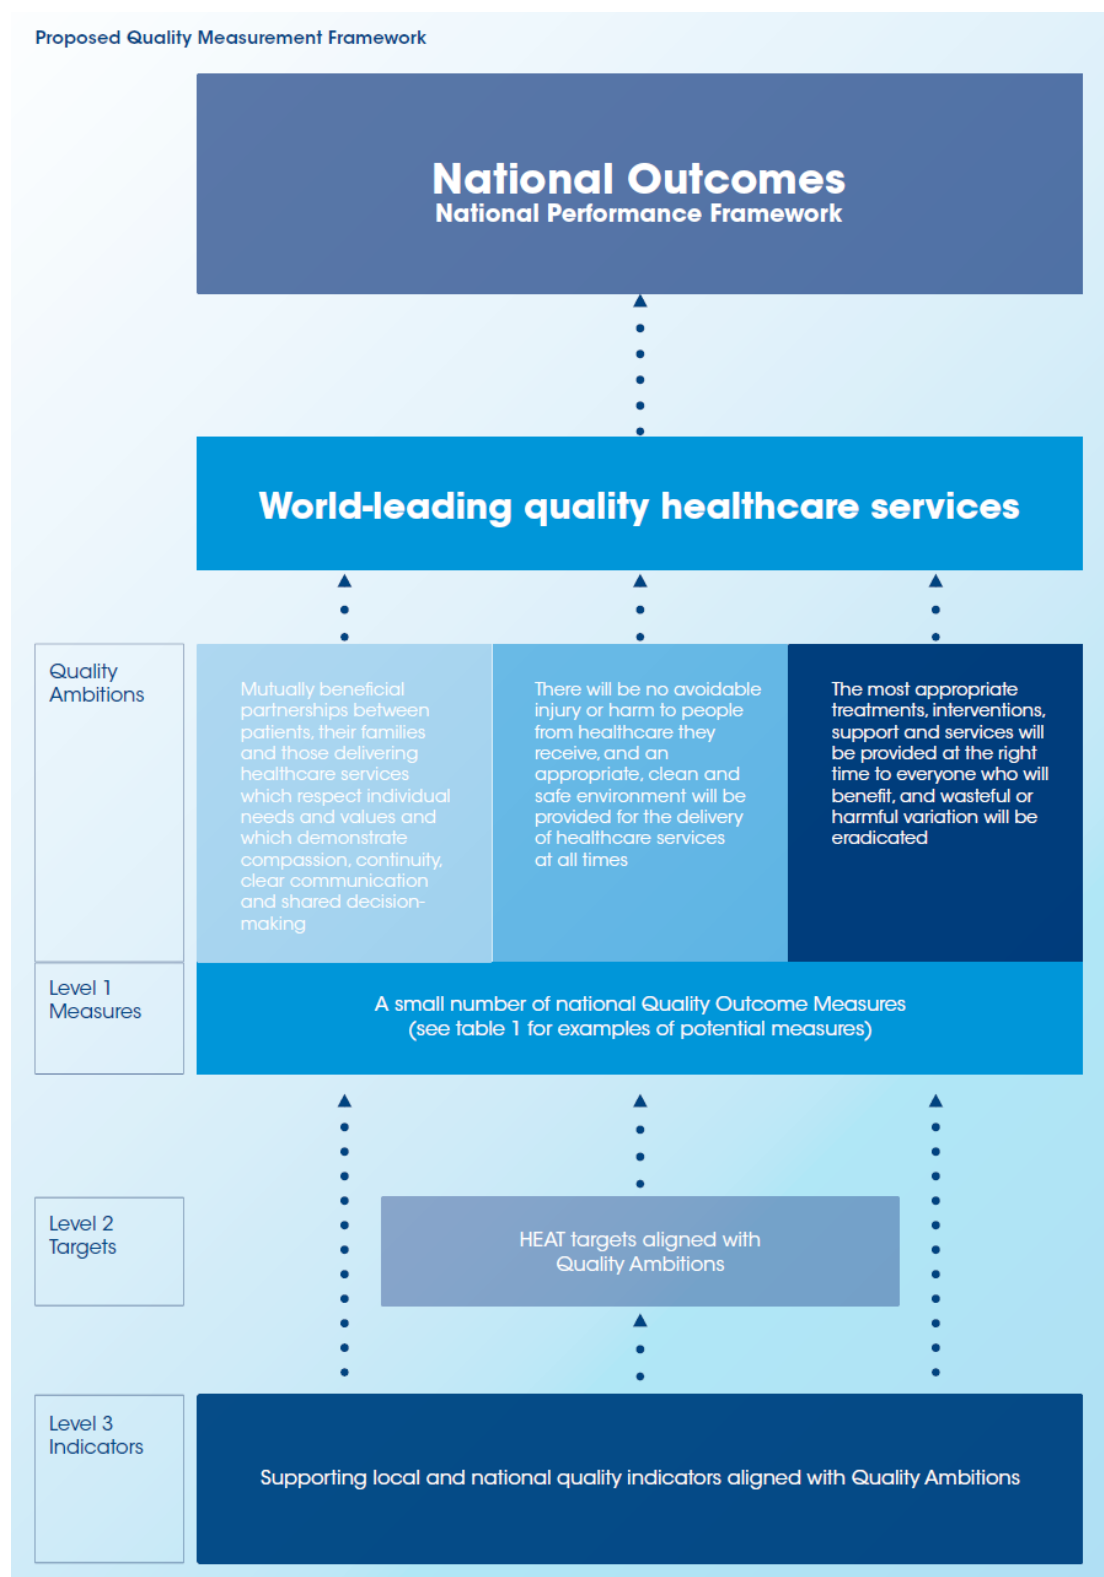 Proposed Quality Measurement Framework
National Outcomes
National Performance Framework
World-leading quality healthcare services
Quality
Ambitions
Mutually beneficial
partnerships between
patients, their families
and those delivering
healthcare services
which respect individual
needs and values and
which demonstrate
compassion, continuity,
clear communication
and shared decision-
making
There will be no avoidable
injury or harm to people
from healthcare they
receive, and an
appropriate, clean and
safe environment will be
provided for the delivery
of healthcare services
at all times
The most appropriate
treatments, interventions,
support and services will
be provided at the right
time to everyone who will
benefit, and wasteful or
harmful variation will be
eradicated
Level 1
Measures
A small number of national Quality Outcome Measures
(see table 1 for examples of potential measures)
Level 2
Targets
HEAT targets aligned with
Quality Ambitions
Level 3
Indicators
Supporting local and national quality indicators aligned with Quality Ambitions